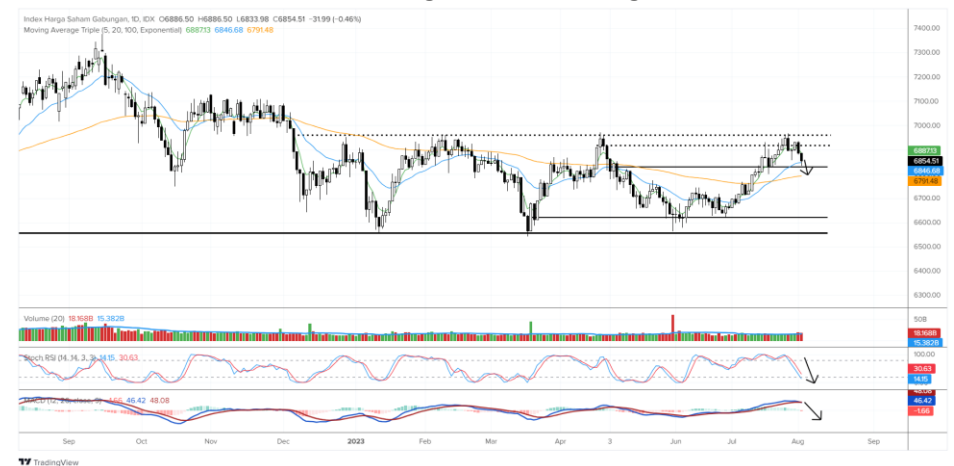 Index Harga Saham Gabungan, 1D, IDX O6886.50 H6886.50 L6833.98 C6854.51 -31.99 (-0.46%)
Moving Average Triple (5, 20, 100, Exponential) 6887.13 6846.68 6791.48
7400.00
7300.00
7200.00
7100.00
7000.00
6887.13
6854.51
6846.68
6791.48
6700.00
6600.00
6500.00
6400.00
6300.00
Volume (20) 18.168B 15.382B
50B
18.168B
15.382B
Stoch RSI (14, 14, 3, 3) 14.15 30.63
100.00
30.63
14.15
46.42 48.08
46.42
-1.66
Sep Oct Nov Dec 2023 Feb Mar Apr 3 Jun Jul Aug Sep
TradingView